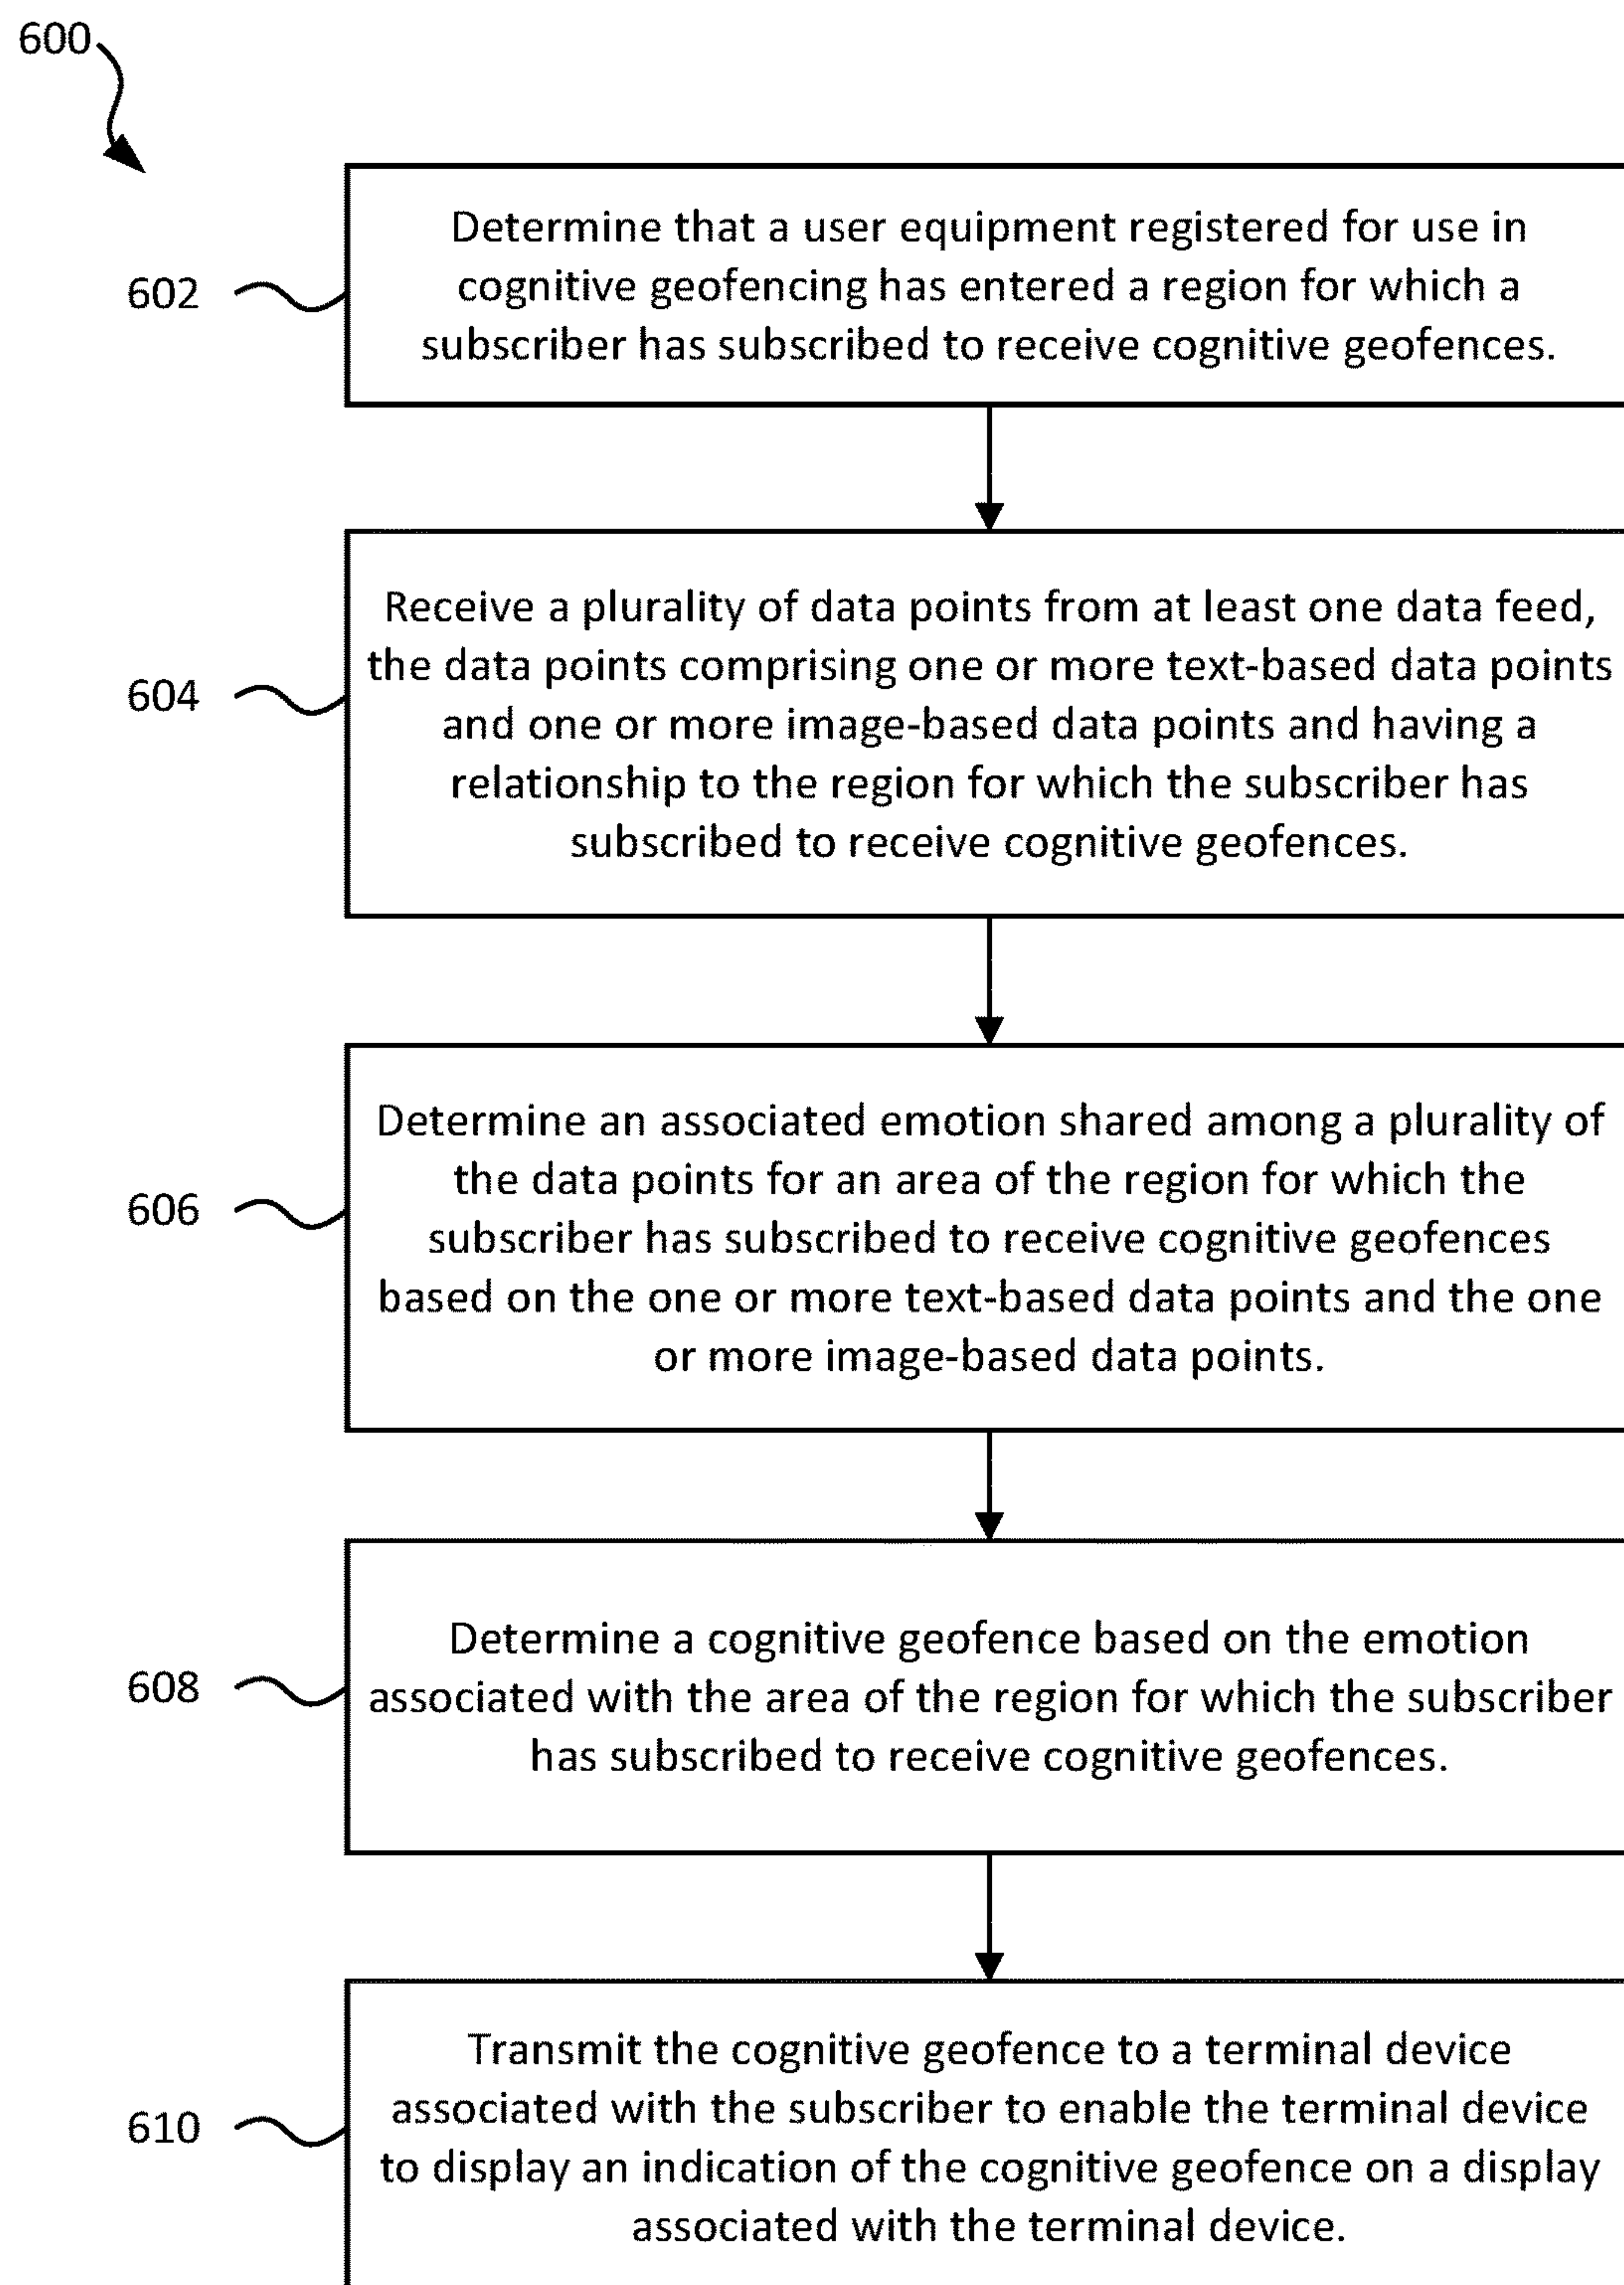 600
602
Determine that a user equipment registered for use in
cognitive geofencing has entered a region for which a
subscriber has subscribed to receive cognitive geofences.
604
Receive a plurality of data points from at least one data feed,
the data points comprising one or more text-based data points
and one or more image-based data points and having a
relationship to the region for which the subscriber has
subscribed to receive cognitive geofences.
606
Determine an associated emotion shared among a plurality of
the data points for an area of the region for which the
subscriber has subscribed to receive cognitive geofences
based on the one or more text-based data points and the one
or more image-based data points.
608
Determine a cognitive geofence based on the emotion
associated with the area of the region for which the subscriber
has subscribed to receive cognitive geofences.
610
Transmit the cognitive geofence to a terminal device
associated with the subscriber to enable the terminal device
to display an indication of the cognitive geofence on a display
associated with the terminal device.